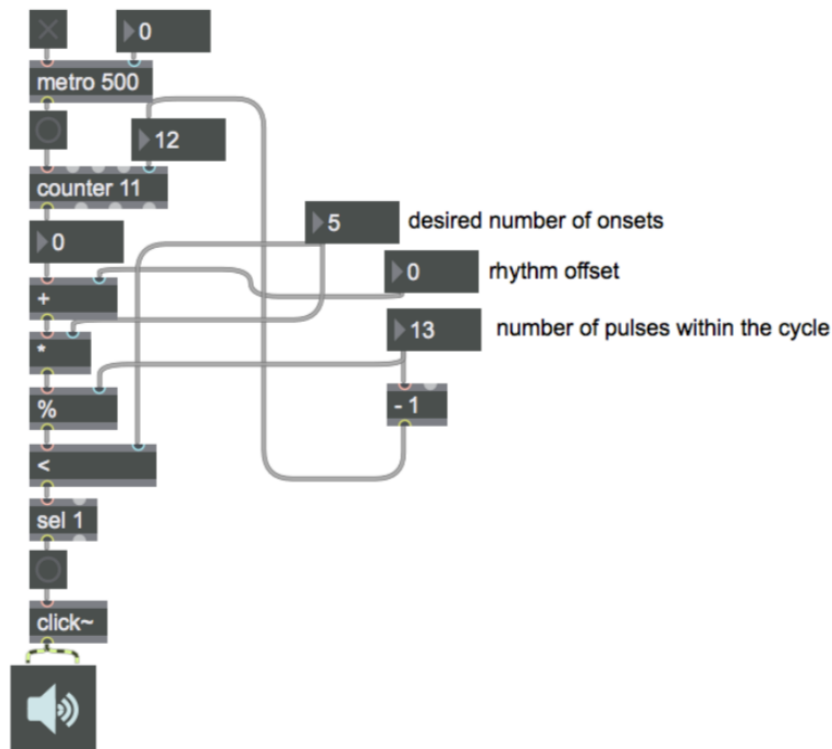 0
metro 500
12
counter 11
5 desired number of onsets
0
0 rhythm offset
+
13 number of pulses within the cycle
*
%
- 1
<
sel 1
click~